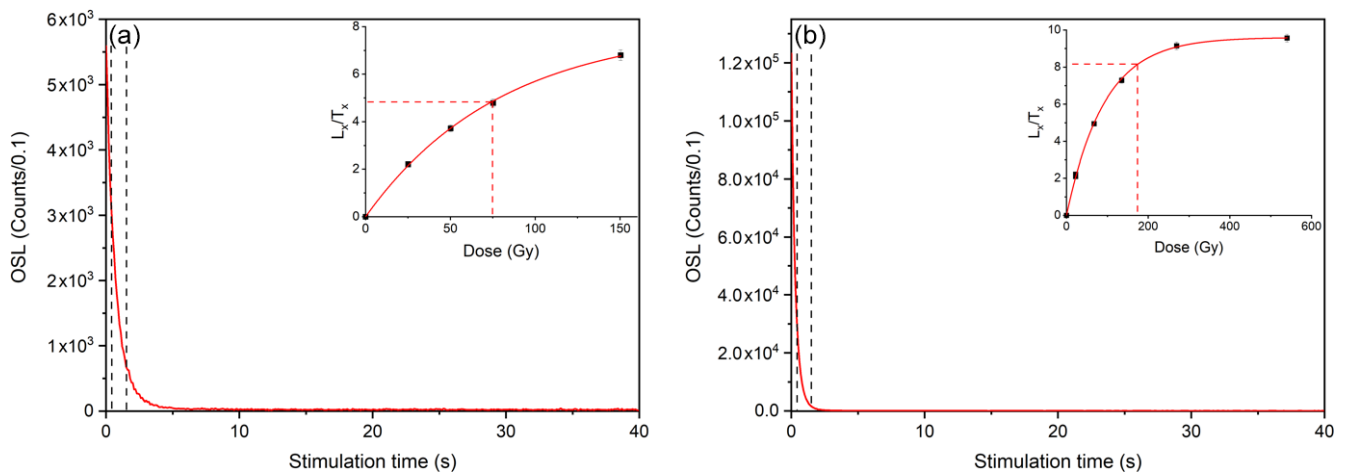 (a)
OSL (Counts/0.1)
6x10³
5x10³
4x10³
3x10³
2x10³
1x10³
0
0 10 20 30 40
Stimulation time (s)
Lₓ/Tₓ
8
6
4
2
0
0 50 100 150
Dose (Gy)
(b)
OSL (Counts/0.1)
1.2x10⁵
1.0x10⁵
8.0x10⁴
6.0x10⁴
4.0x10⁴
2.0x10⁴
0.0
0 10 20 30 40
Stimulation time (s)
Lₓ/Tₓ
10
8
6
4
2
0
0 200 400 600
Dose (Gy)